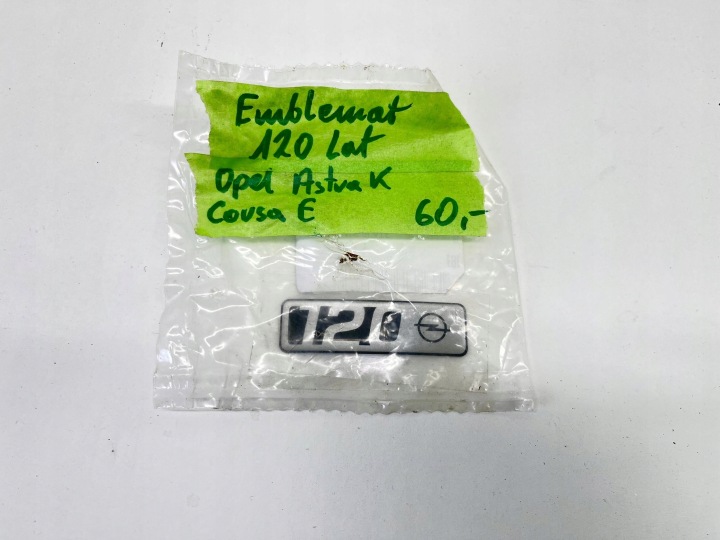 Emblemat
120 Lat
Opel Astra K
Corsa E 60,-
120